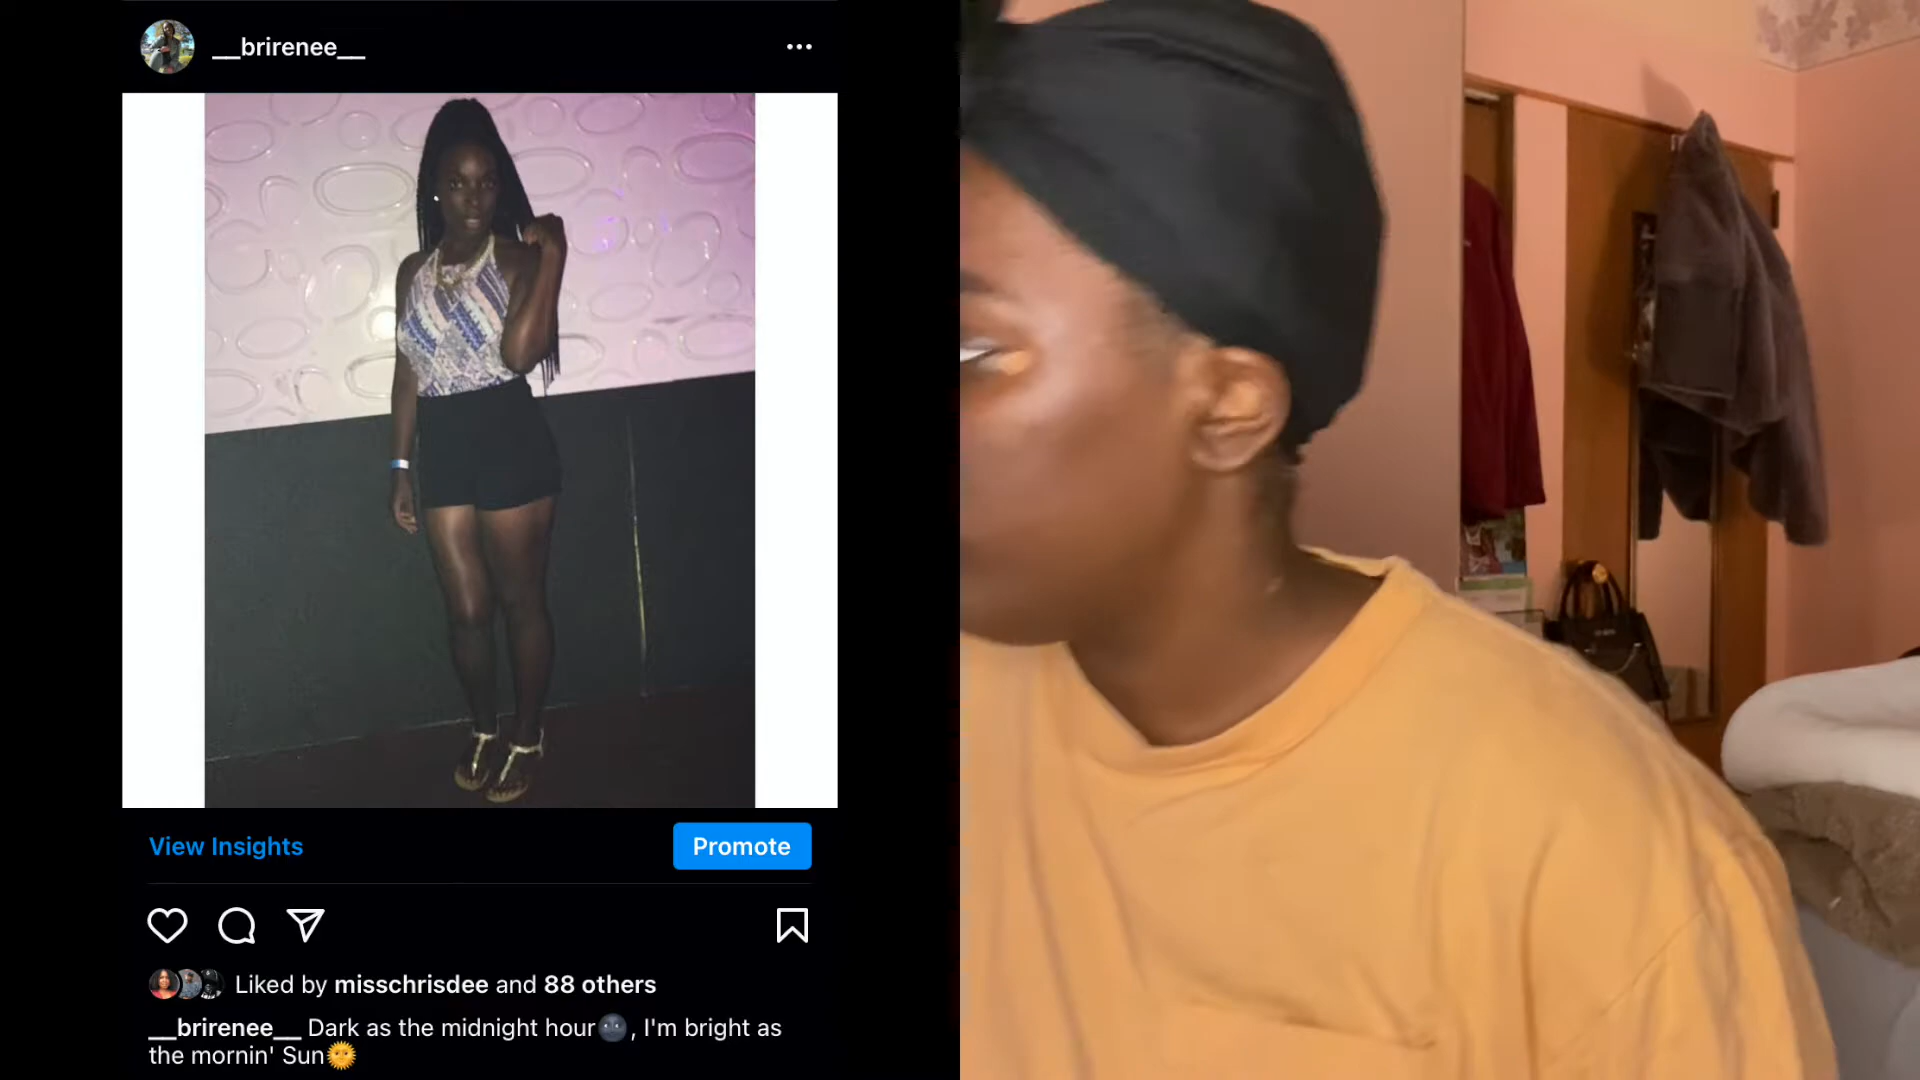 __brirenee__
View Insights
Promote
Liked by misschrisdee and 88 others
__brirenee__ Dark as the midnight hour🌚, I'm bright as
the mornin' Sun🌞